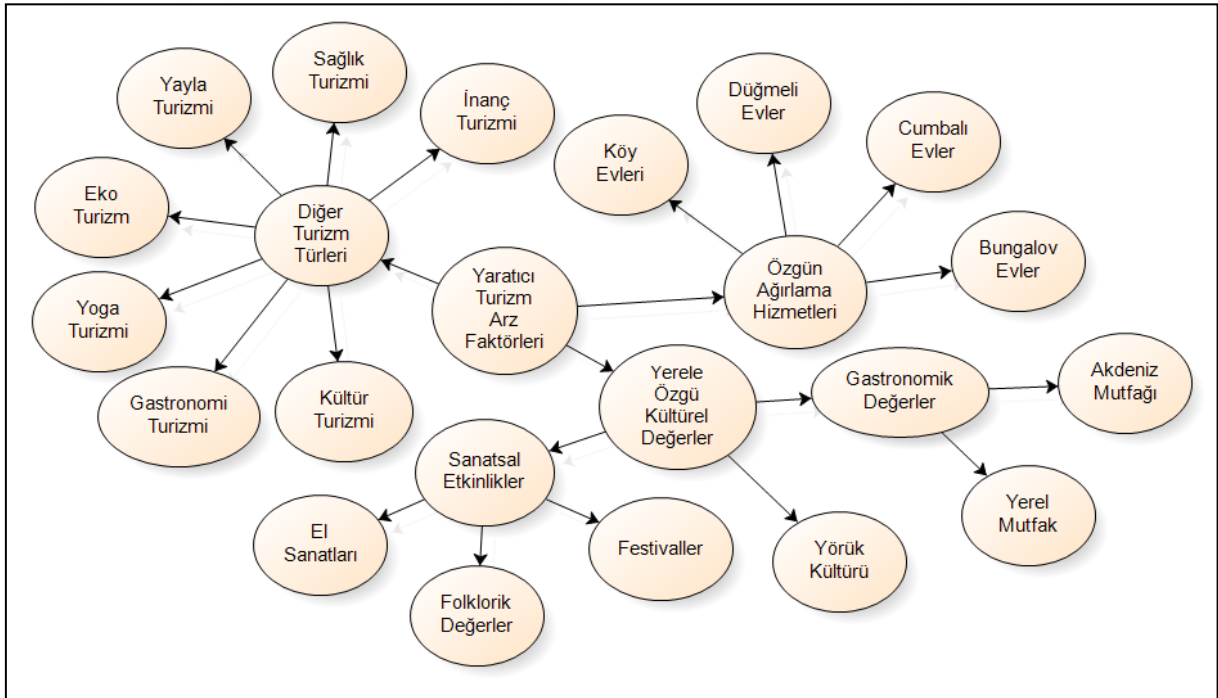 Sağlık
Turizmi
Yayla
Turizmi
İnanç
Turizmi
Düğmeli
Evler
Cumbalı
Evler
Köy
Evleri
Eko
Turizm
Diğer
Turizm
Türleri
Bungalov
Evler
Özgün
Ağırlama
Hizmetleri
Yaratıcı
Turizm
Arz
Faktörleri
Yoga
Turizmi
Gastronomi
Turizmi
Kültür
Turizmi
Yerele
Özgü
Kültürel
Değerler
Gastronomik
Değerler
Akdeniz
Mutfağı
Sanatsal
Etkinlikler
Yerel
Mutfak
El
Sanatları
Festivaller
Yörük
Kültürü
Folklorik
Değerler